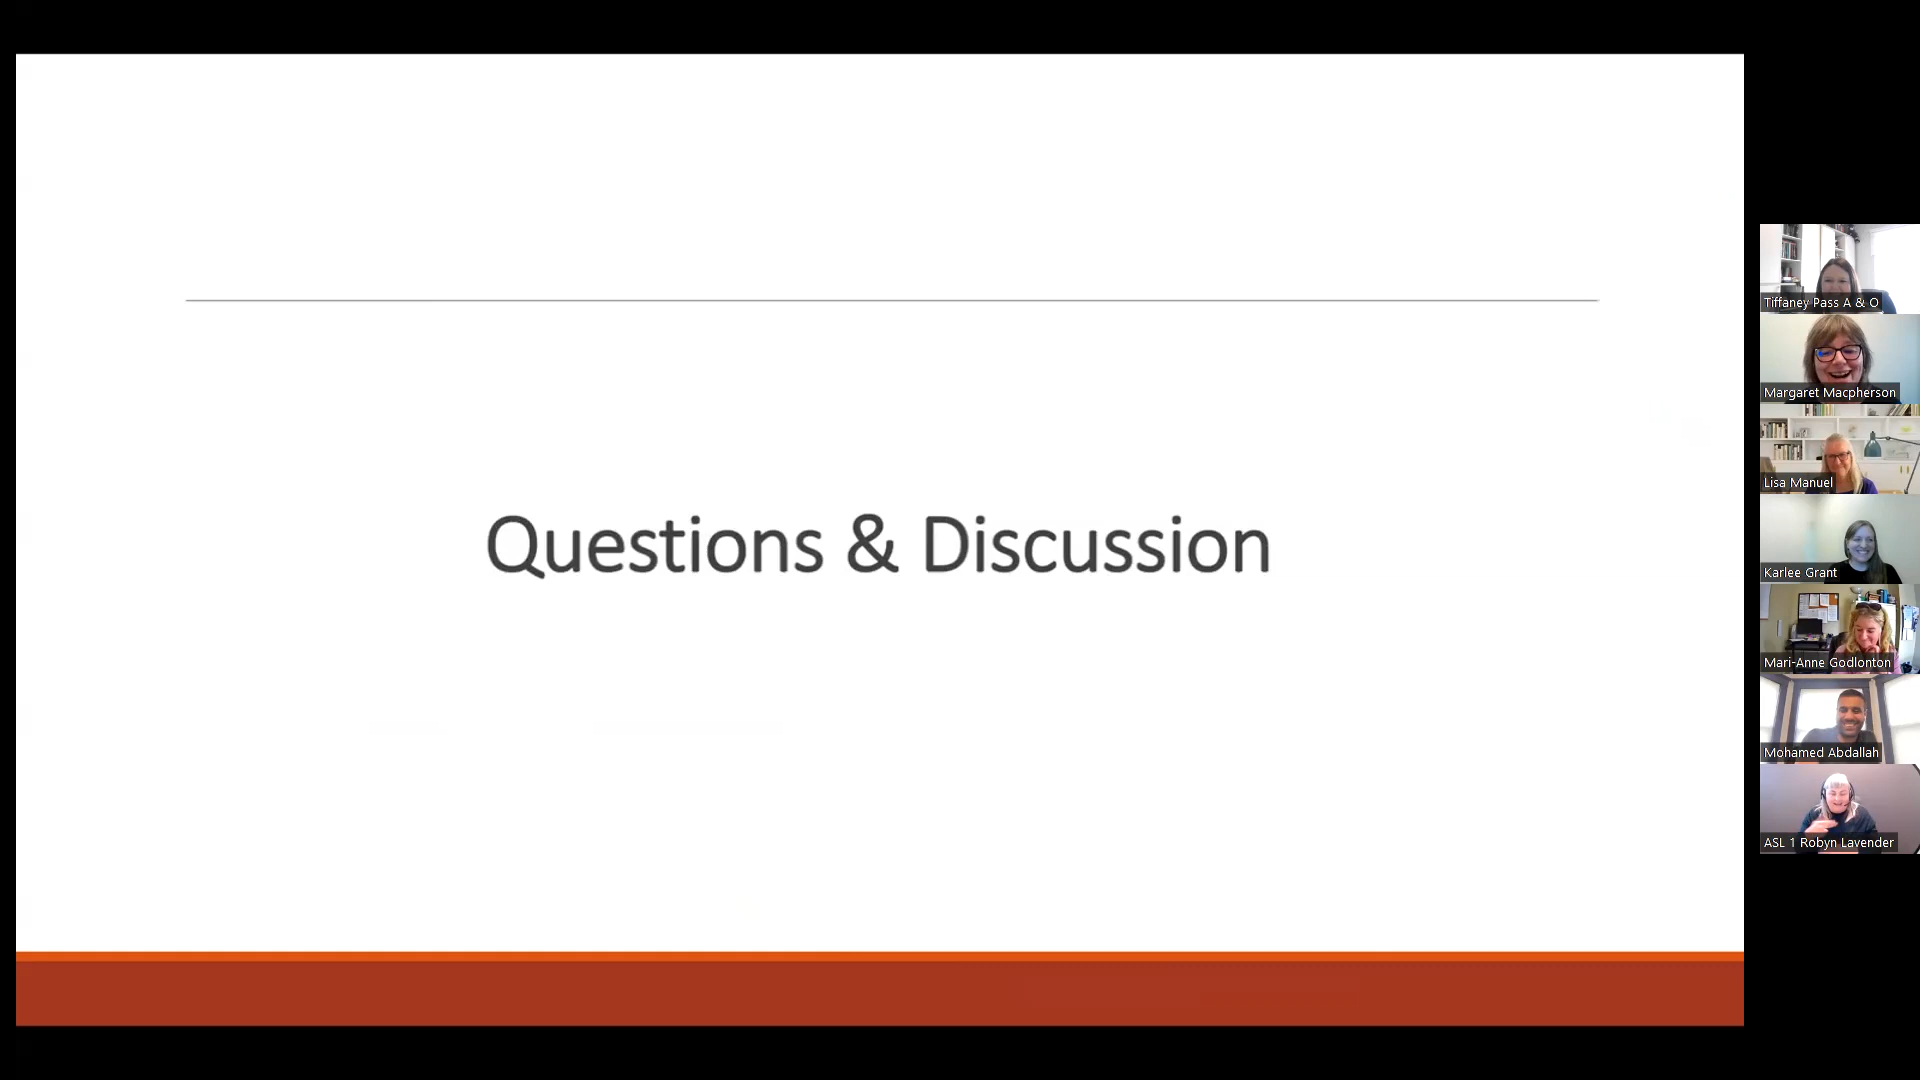 Questions & Discussion
Tiffaney Pass A & O
Margaret Macpherson
Lisa Manuel
Karlee Grant
Mari-Anne Godlonton
Mohamed Abdallah
ASL 1 Robyn Lavender